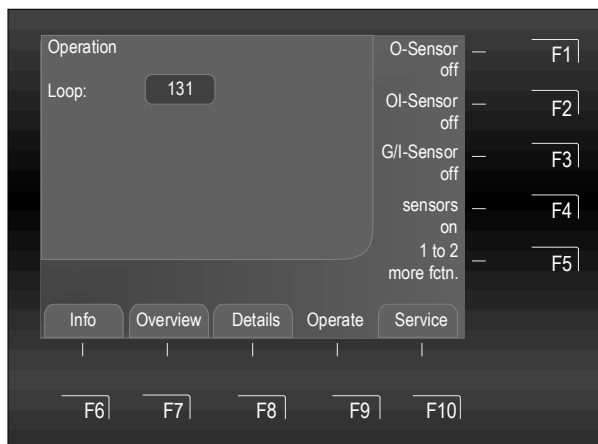 Operation
Loop: 131
O-Sensor
off
F1
OI-Sensor
off
F2
G/I-Sensor
off
F3
sensors
on
F4
1 to 2
more fctn.
F5
Info Overview Details Operate Service
F6 F7 F8 F9 F10